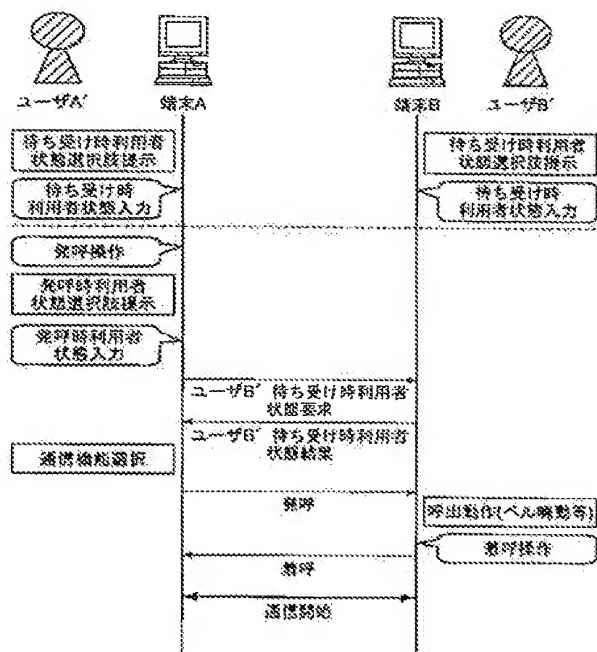 ユーザA'
端末A
端末B
ユーザB'
待ち受け時利用者
状態選択肢提示
待ち受け時利用者
状態選択肢提示
待ち受け時
利用者状態入力
待ち受け時
利用者状態入力
発呼操作
発呼時利用者
状態選択肢提示
発呼時利用者
状態入力
ユーザB' 待ち受け時利用者
状態要求
ユーザB' 待ち受け時利用者
状態結果
通信機能選択
発呼
呼出動作(ベル鳴動等)
着呼操作
着呼
通信開始